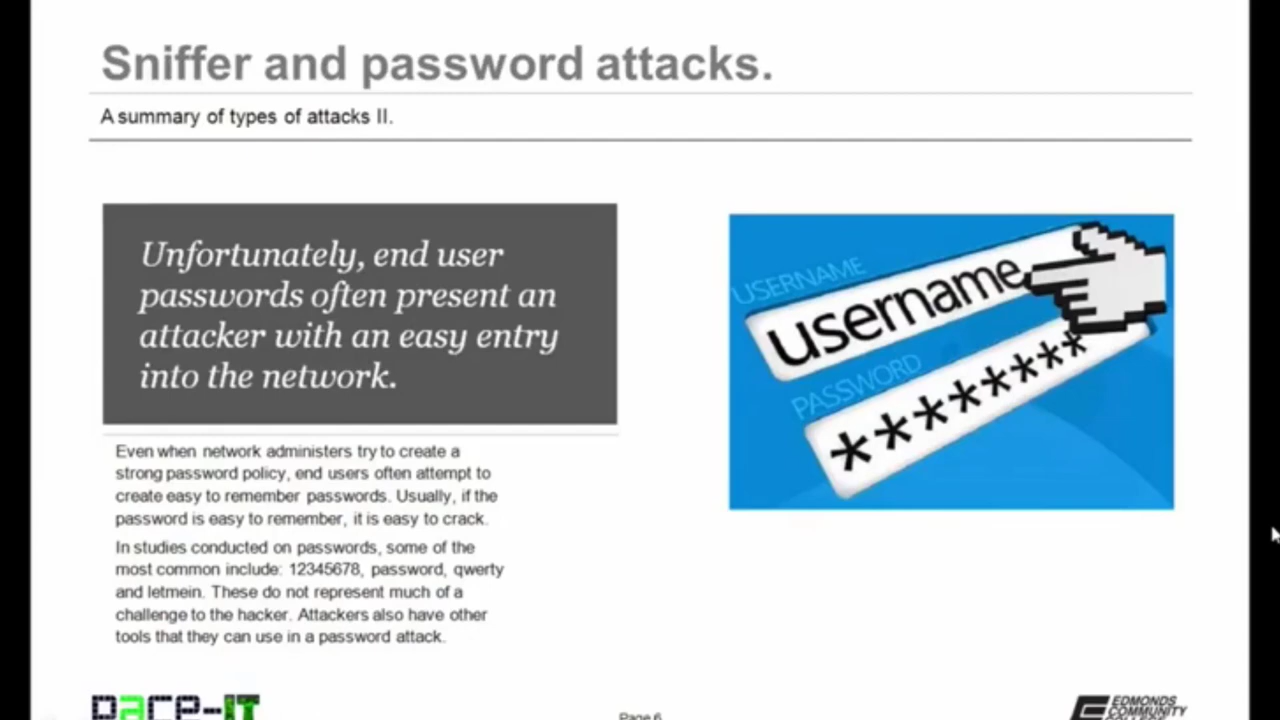 Sniffer and password attacks.
A summary of types of attacks II.
Unfortunately, end user
passwords often present an
attacker with an easy entry
into the network.
USERNAME
username
PASSWORD
********
Even when network administers try to create a
strong password policy, end users often attempt to
create easy to remember passwords. Usually, if the
password is easy to remember, it is easy to crack.
In studies conducted on passwords, some of the
most common include: 12345678, password, qwerty
and letmein. These do not represent much of a
challenge to the hacker. Attackers also have other
tools that they can use in a password attack.
pace-IT
Page 6
EDMONDS
COMMUNITY